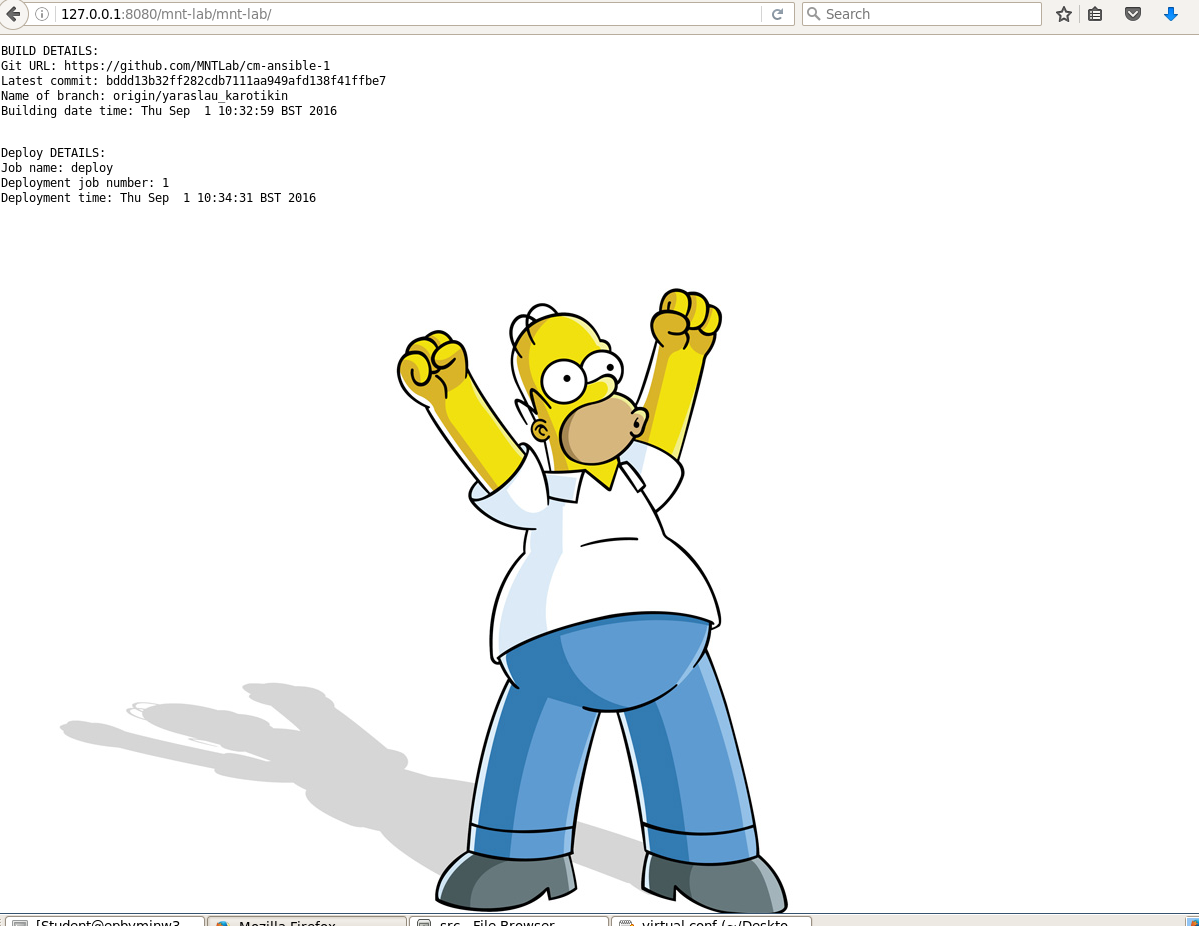 127.0.0.1:8080/mnt-lab/mnt-lab/
Search
BUILD DETAILS:
Git URL: https://github.com/MNTLab/cm-ansible-1
Latest commit: bddd13b32ff282cdb7111aa949afd138f41ffbe7
Name of branch: origin/yaraslau_karotikin
Building date time: Thu Sep  1 10:32:59 BST 2016
Deploy DETAILS:
Job name: deploy
Deployment job number: 1
Deployment time: Thu Sep  1 10:34:31 BST 2016
[Student@epbyminw3
Mozilla Firefox
src - File Browser
virtual.conf (~/Deskto